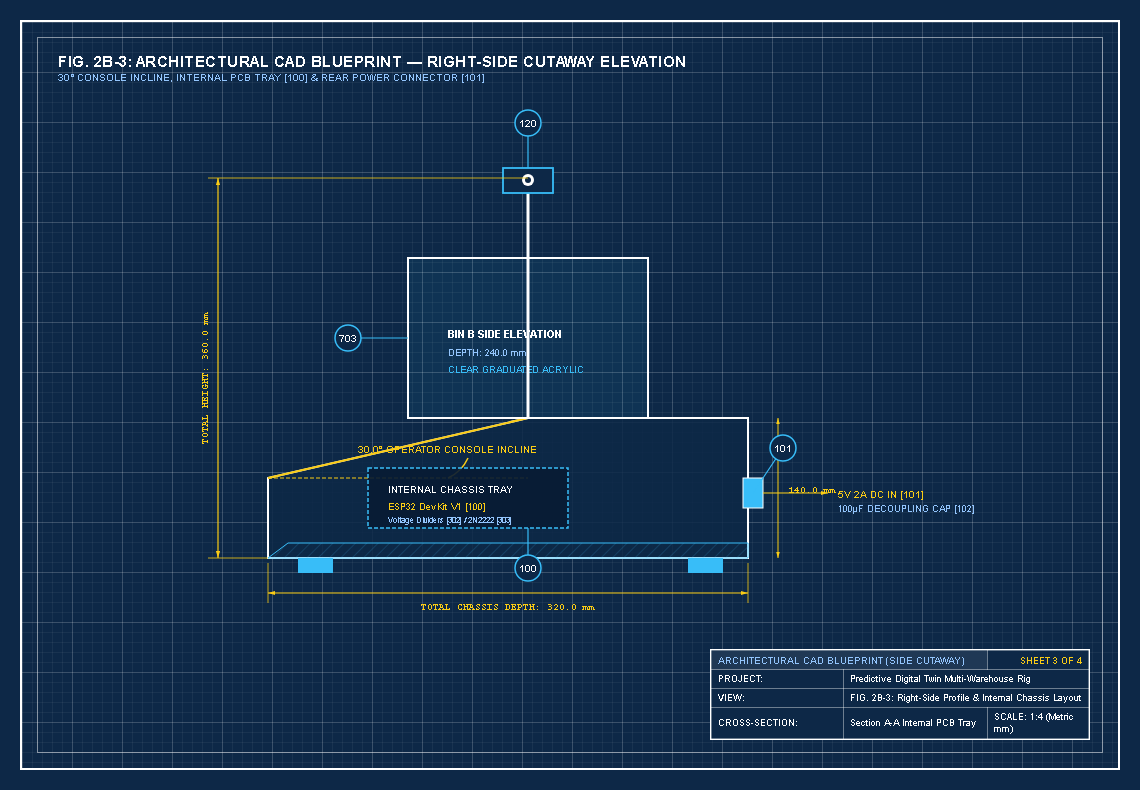 FIG. 2B-3: ARCHITECTURAL CAD BLUEPRINT — RIGHT-SIDE CUTAWAY ELEVATION
30° CONSOLE INCLINE, INTERNAL PCB TRAY [100] & REAR POWER CONNECTOR [101]
120
TOTAL HEIGHT: 360.0 mm
703
BIN B SIDE ELEVATION
DEPTH: 240.0 mm
CLEAR GRADUATED ACRYLIC
30.0° OPERATOR CONSOLE INCLINE
101
INTERNAL CHASSIS TRAY
ESP32 DevKit V1 [100]
Voltage Dividers [302] / 2N2222 [303]
140.0 mm
5V 2A DC IN [101]
100µF DECOUPLING CAP [102]
100
TOTAL CHASSIS DEPTH: 320.0 mm
ARCHITECTURAL CAD BLUEPRINT (SIDE CUTAWAY) SHEET 3 OF 4
PROJECT: Predictive Digital Twin Multi-Warehouse Rig
VIEW: FIG. 2B-3: Right-Side Profile & Internal Chassis Layout
CROSS-SECTION: Section A-A Internal PCB Tray SCALE: 1:4 (Metric
mm)